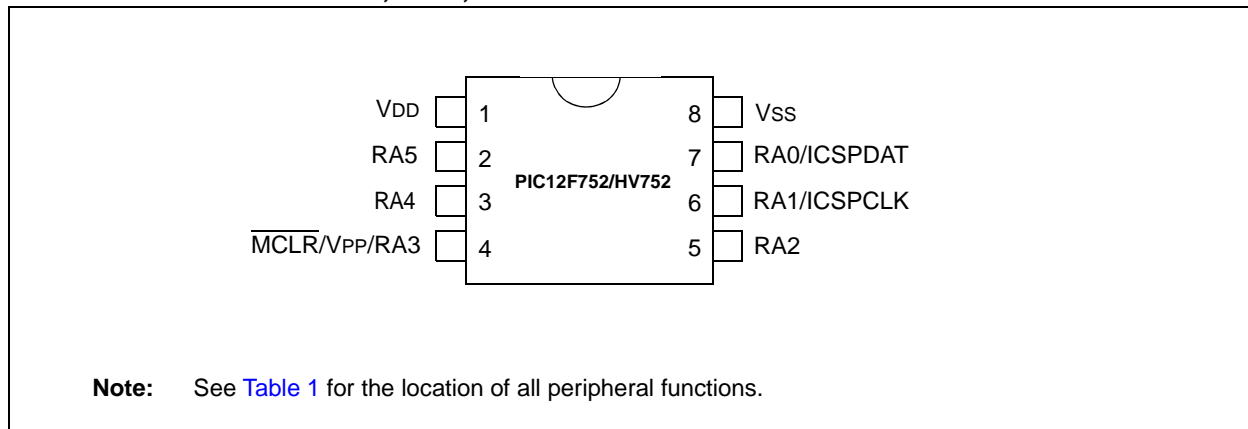 VDD 1 8 VSS
RA5 2 7 RA0/ICSPDAT
PIC12F752/HV752
RA4 3 6 RA1/ICSPCLK
MCLR/VPP/RA3 4 5 RA2
Note: See Table 1 for the location of all peripheral functions.